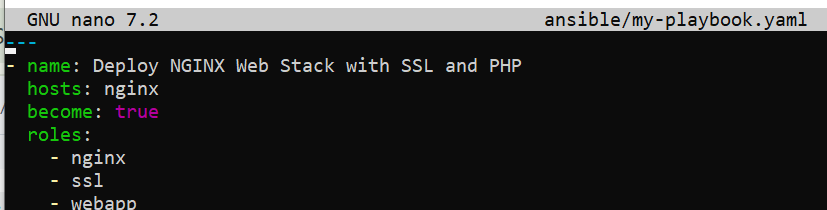 GNU nano 7.2 ansible/my-playbook.yaml
---
- name: Deploy NGINX Web Stack with SSL and PHP
  hosts: nginx
  become: true
  roles:
    - nginx
    - ssl
    - webapp